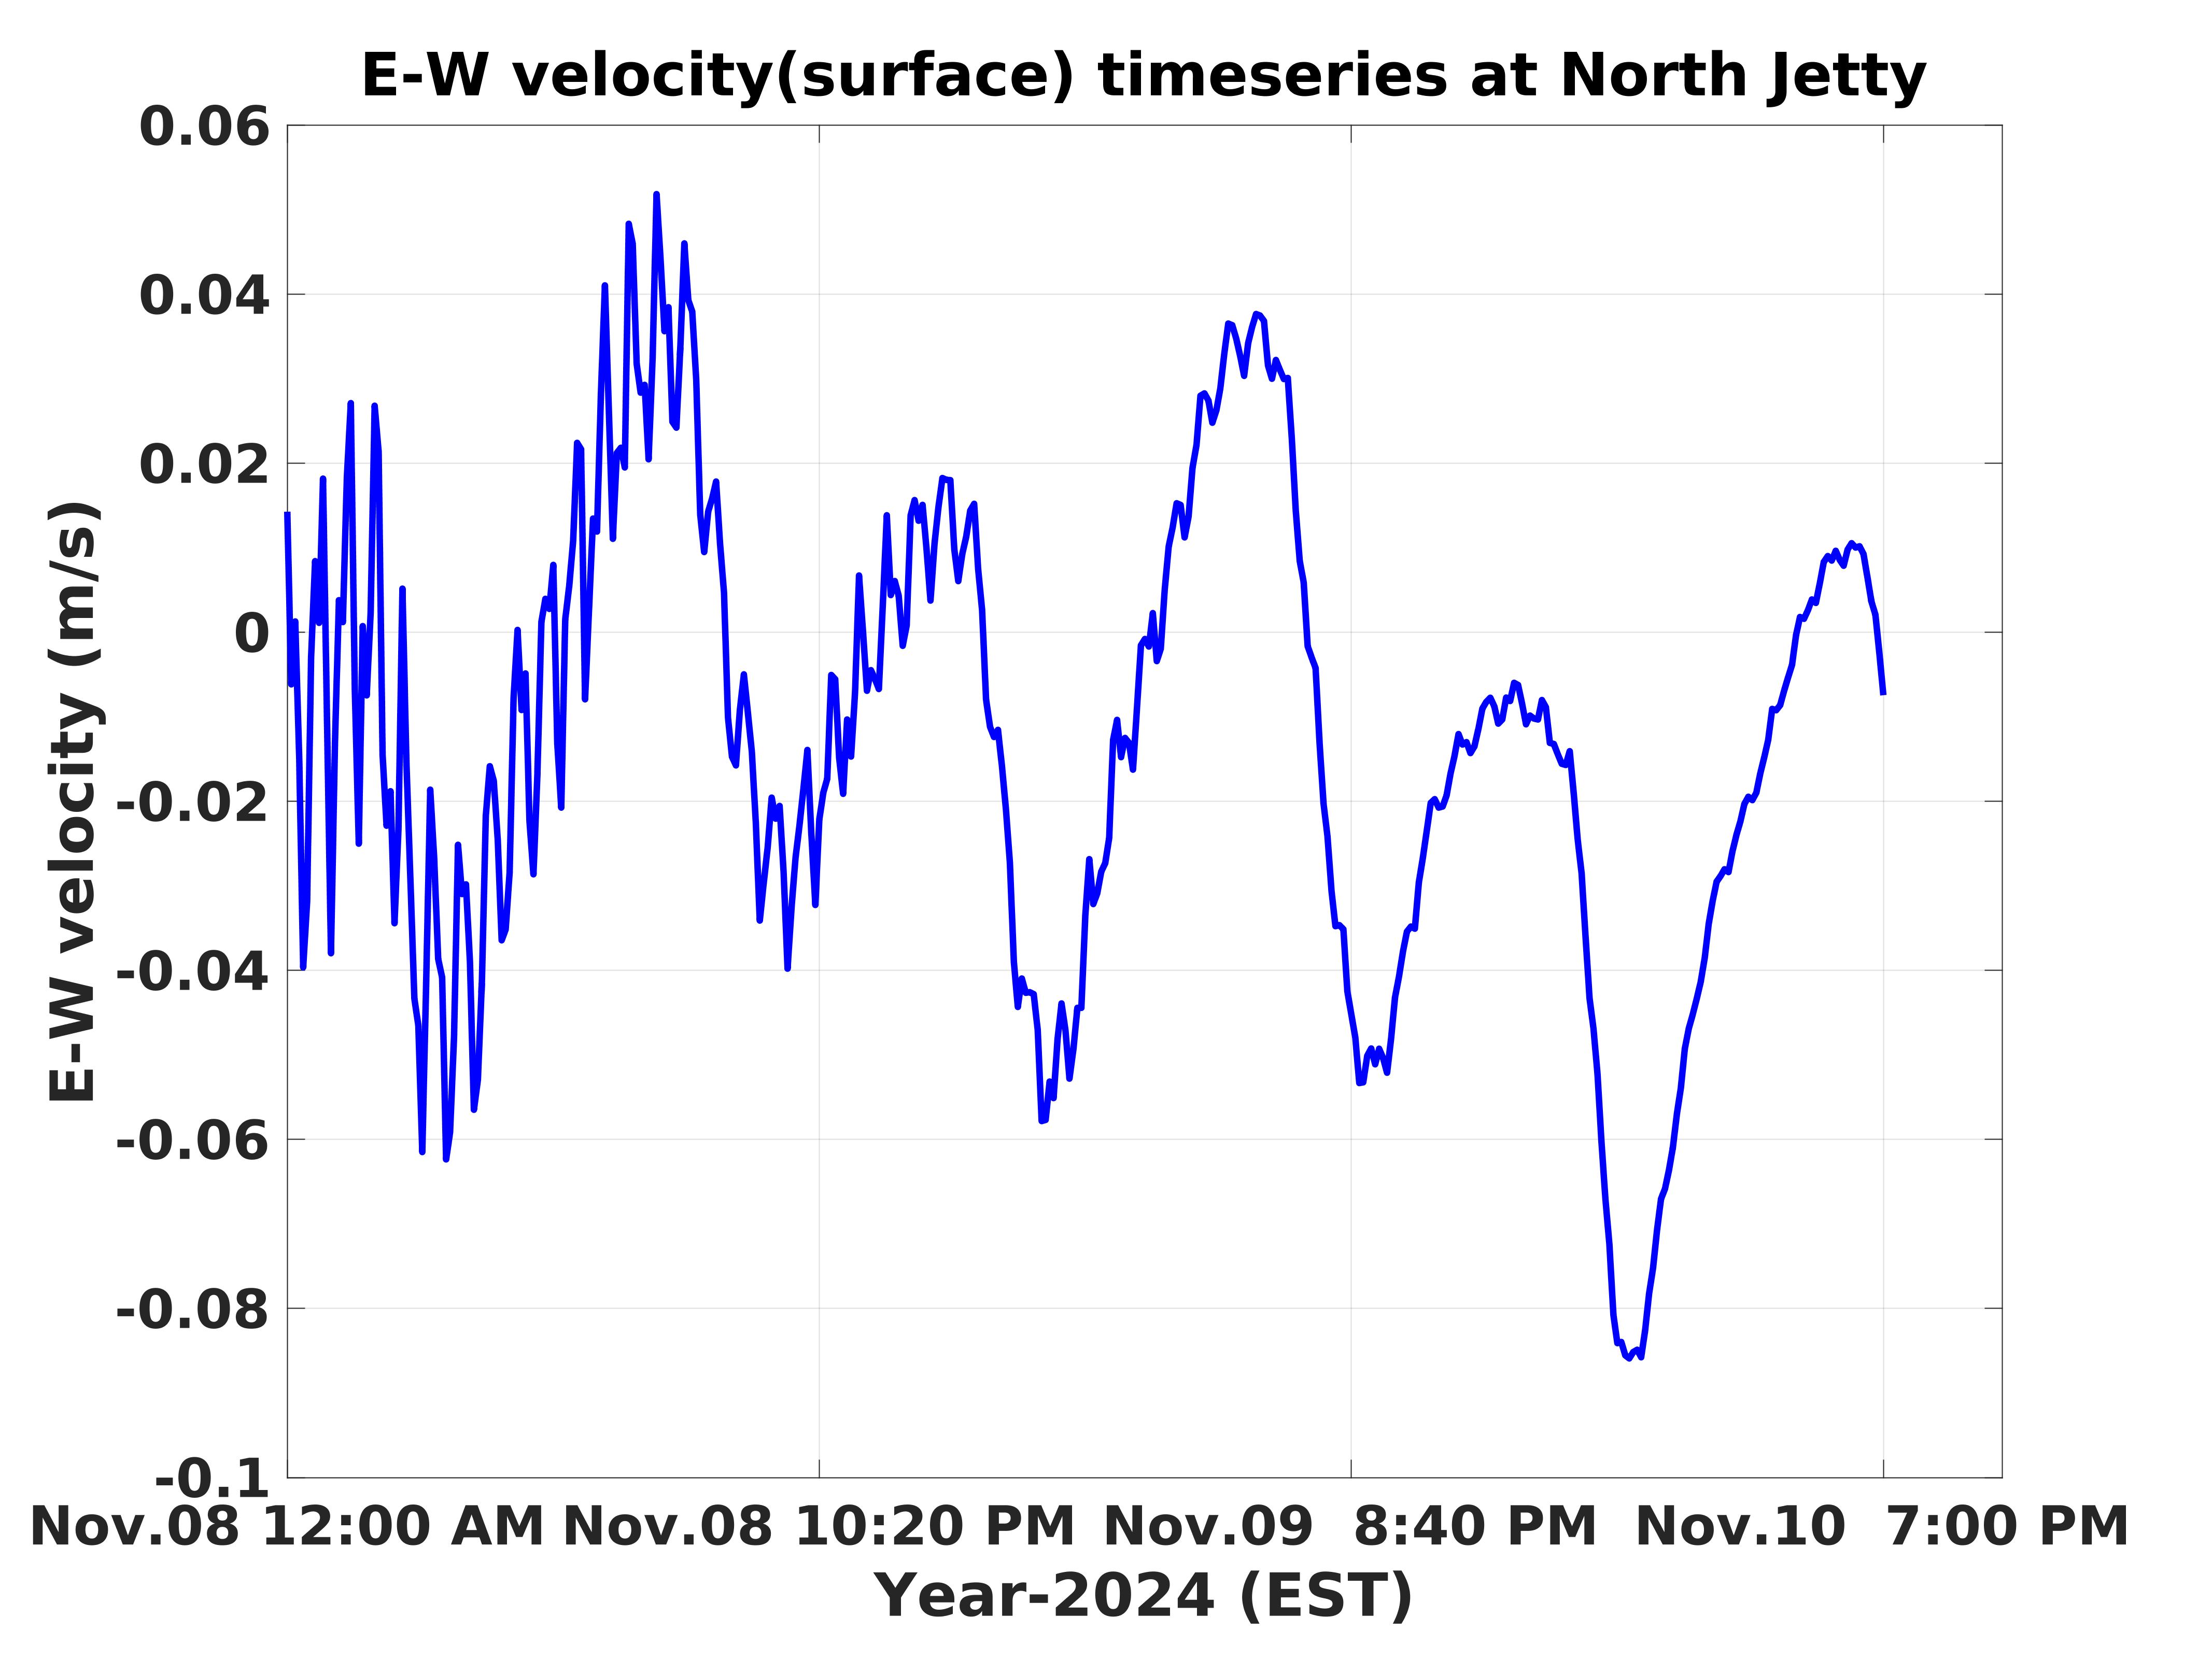 E-W velocity(surface) timeseries at North Jetty
0.06
0.04
0.02
0
-0.02
-0.04
-0.06
-0.08
-0.1
E-W velocity (m/s)
Nov.08 12:00 AM Nov.08 10:20 PM Nov.09 8:40 PM Nov.10 7:00 PM
Year-2024 (EST)